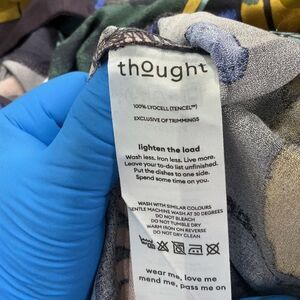 thought
100% LYOCELL (TENCEL™)
EXCLUSIVE OF TRIMMINGS
lighten the load
Wash less. Iron less. Live more.
Leave your to-do list unfinished.
Put the dishes to one side.
Spend some time on you.
WASH WITH SIMILAR COLOURS
GENTLE MACHINE WASH AT 30 DEGREES
DO NOT BLEACH
DO NOT TUMBLE DRY
WARM IRON ON REVERSE
DO NOT DRY CLEAN
wear me, love me
mend me, pass me on